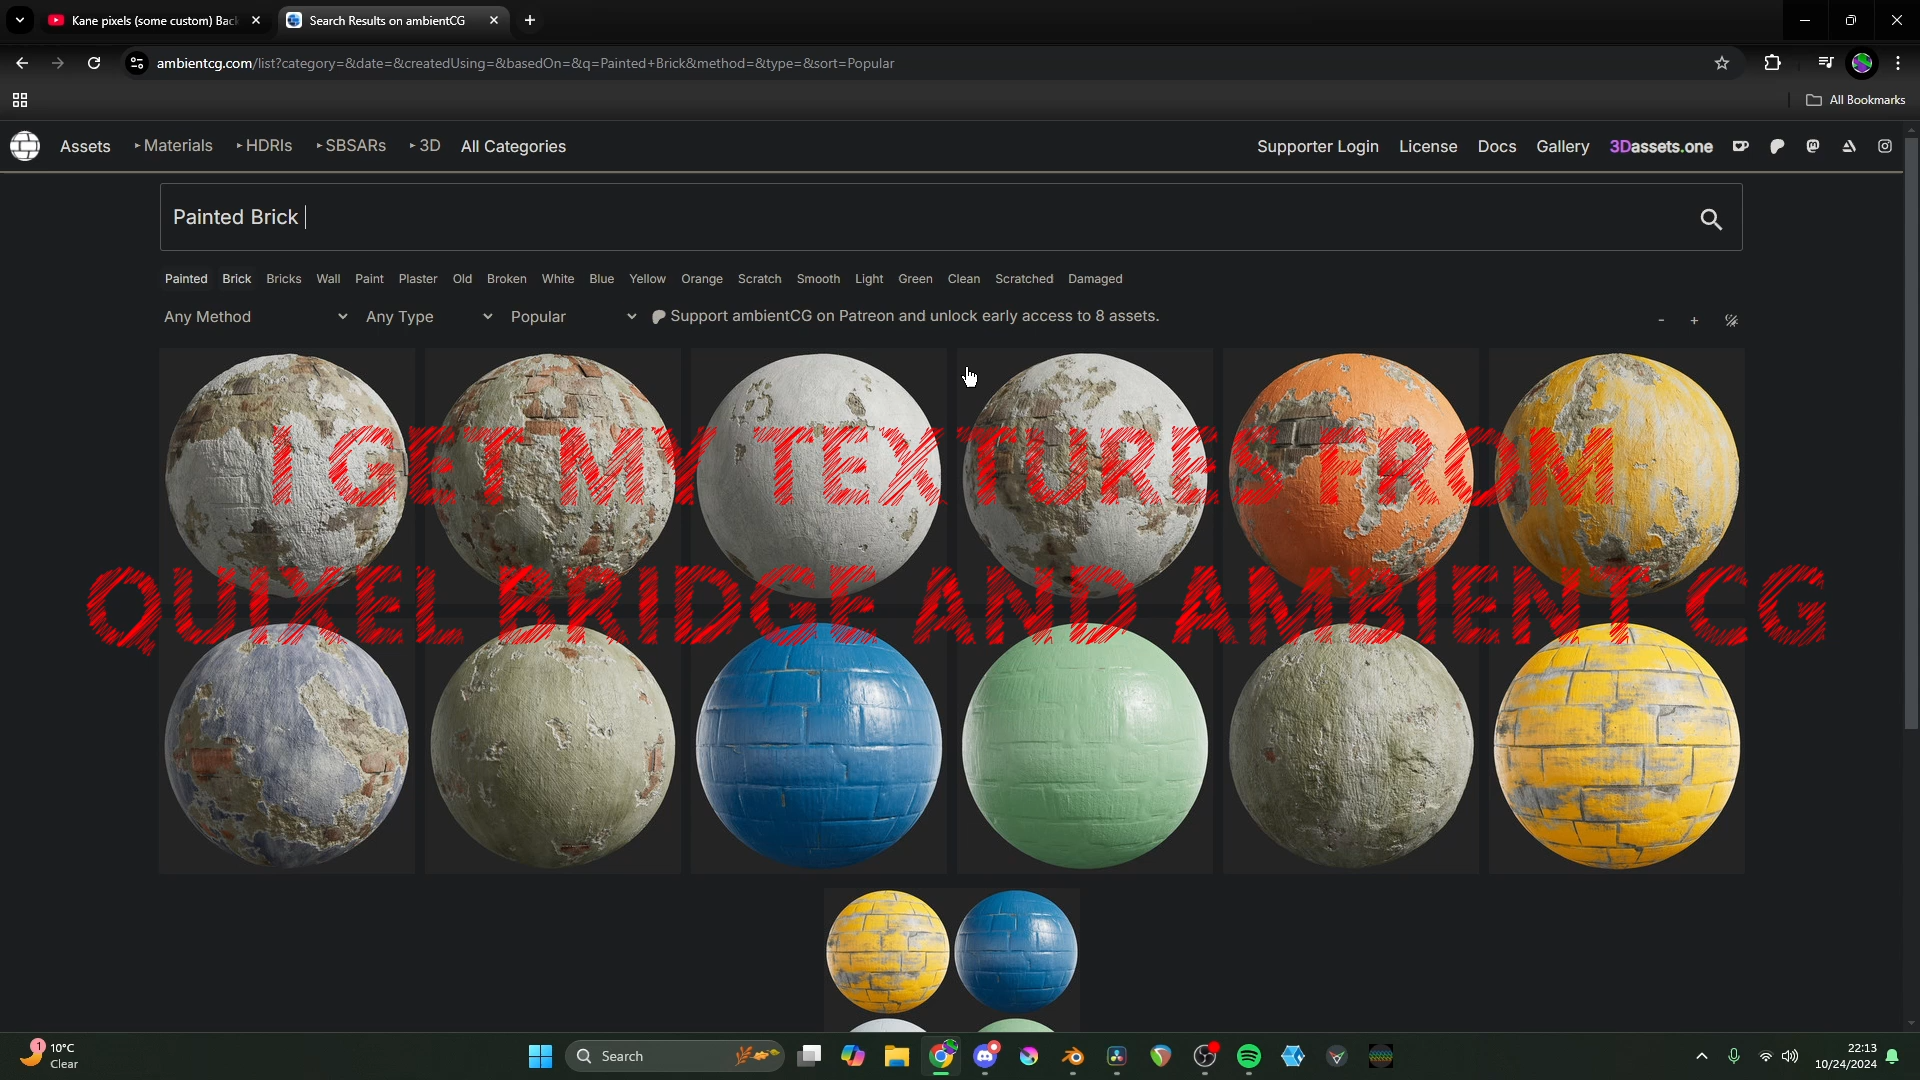 Kane pixels (some custom) Back
Search Results on ambientCG
ambientcg.com/list?category=&date=&createdUsing=&basedOn=&q=Painted+Brick&method=&type=&sort=Popular
All Bookmarks
Assets Materials HDRIs SBSARs 3D All Categories
Supporter Login License Docs Gallery 3Dassets.one
Painted Brick
Painted Brick Bricks Wall Paint Plaster Old Broken White Blue Yellow Orange Scratch Smooth Light Green Clean Scratched Damaged
Any Method Any Type Popular Support ambientCG on Patreon and unlock early access to 8 assets.
- +
I GET MY TEXTURES FROM
QUIXEL BRIDGE AND AMBIENT CG
1
10°C
Clear
Search
22:13
10/24/2024